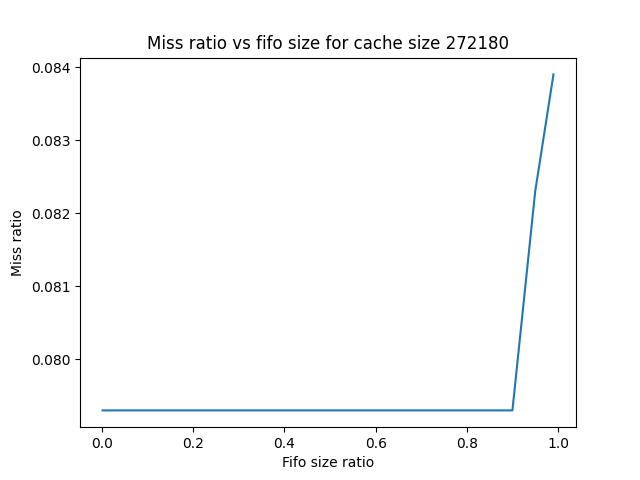 Miss ratio vs fifo size for cache size 272180
0.084
0.083
0.082
0.081
0.080
Miss ratio
0.0 0.2 0.4 0.6 0.8 1.0
Fifo size ratio